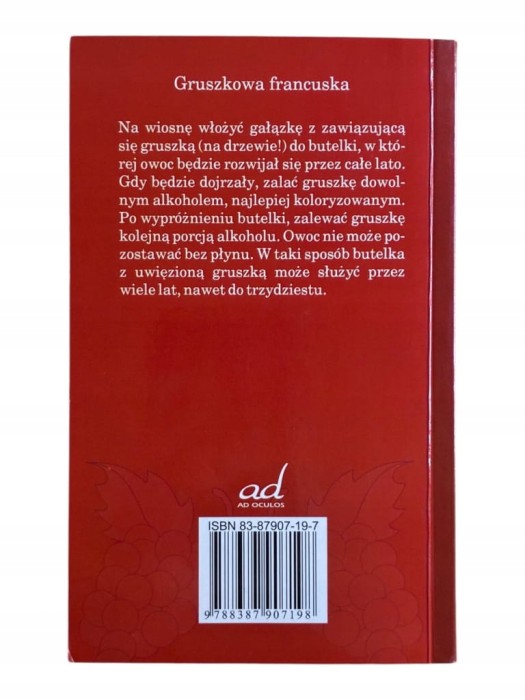 Gruszkowa francuska
Na wiosnę włożyć gałązkę z zawiązującą
się gruszką (na drzewie!) do butelki, w któ-
rej owoc będzie rozwijał się przez całe lato.
Gdy będzie dojrzały, zalać gruszkę dowol-
nym alkoholem, najlepiej koloryzowanym.
Po wypróżnieniu butelki, zalewać gruszkę
kolejną porcją alkoholu. Owoc nie może po-
zostawać bez płynu. W taki sposób butelka
z uwięzioną gruszką może służyć przez
wiele lat, nawet do trzydziestu.
ad
AD OCULOS
ISBN 83-87907-19-7
9 788387 907198